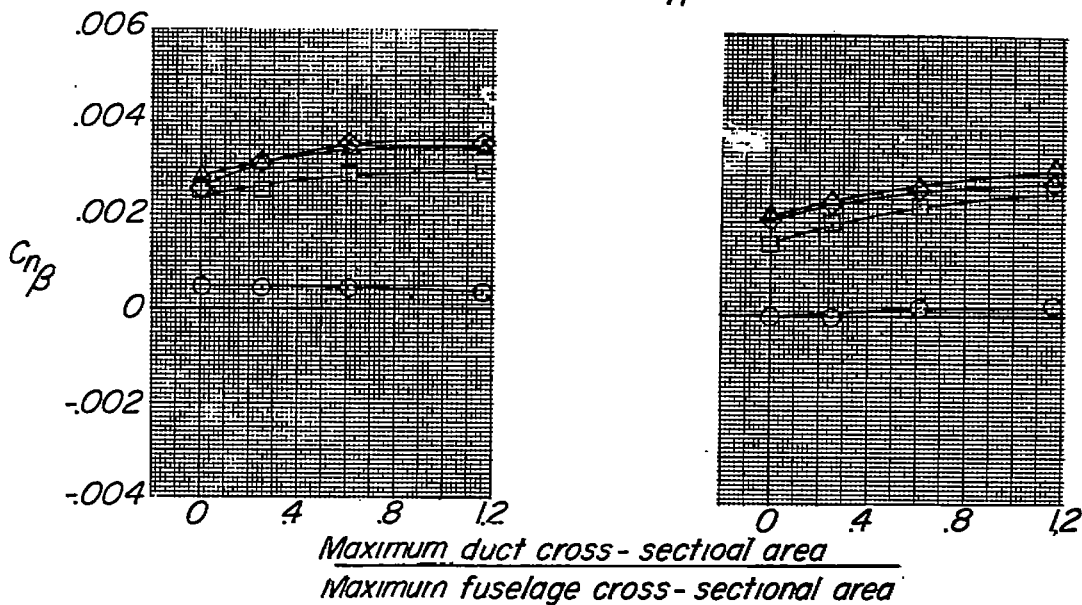 .006
.004
.002
0
-.002
-.004
Cnβ
0 .4 .8 1.2
0 .4 .8 1.2
Maximum duct cross-sectioal area
Maximum fuselage cross-sectional area